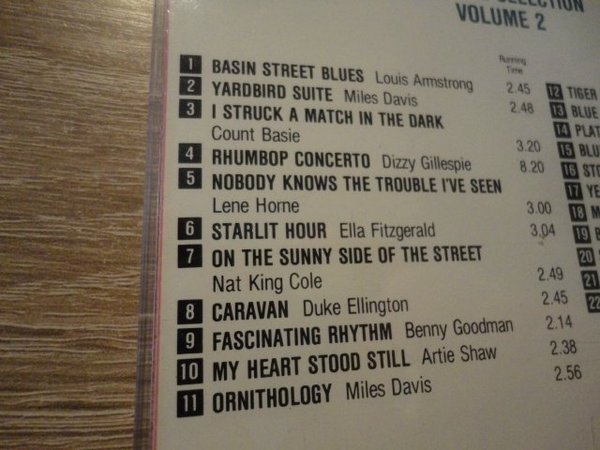 SELECTION
VOLUME 2
Running
Time
1 BASIN STREET BLUES Louis Armstrong 2.45
2 YARDBIRD SUITE Miles Davis 2.48
3 I STRUCK A MATCH IN THE DARK
Count Basie 3.20
4 RHUMBOP CONCERTO Dizzy Gillespie 8.20
5 NOBODY KNOWS THE TROUBLE I'VE SEEN
Lene Horne 3.00
6 STARLIT HOUR Ella Fitzgerald 3.04
7 ON THE SUNNY SIDE OF THE STREET
Nat King Cole 2.49
8 CARAVAN Duke Ellington 2.45
9 FASCINATING RHYTHM Benny Goodman 2.14
10 MY HEART STOOD STILL Artie Shaw 2.38
11 ORNITHOLOGY Miles Davis 2.56
12 TIGER
13 BLUE
14 PLAT
15 BLU
16 STO
17 YE
18 M
19
20
21
22